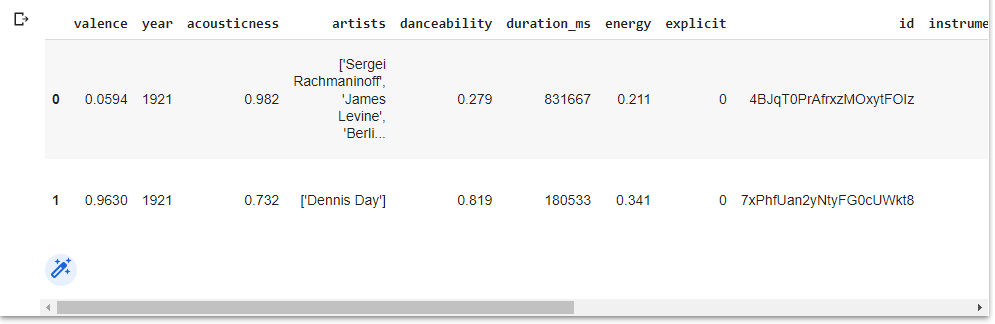 valence year acousticness artists danceability duration_ms energy explicit id instrume
0 0.0594 1921 0.982 ['Sergei Rachmaninoff', 'James Levine', 'Berli... 0.279 831667 0.211 0 4BJqT0PrAfrxzMOxytFOIz
1 0.9630 1921 0.732 ['Dennis Day'] 0.819 180533 0.341 0 7xPhfUan2yNtyFG0cUWkt8